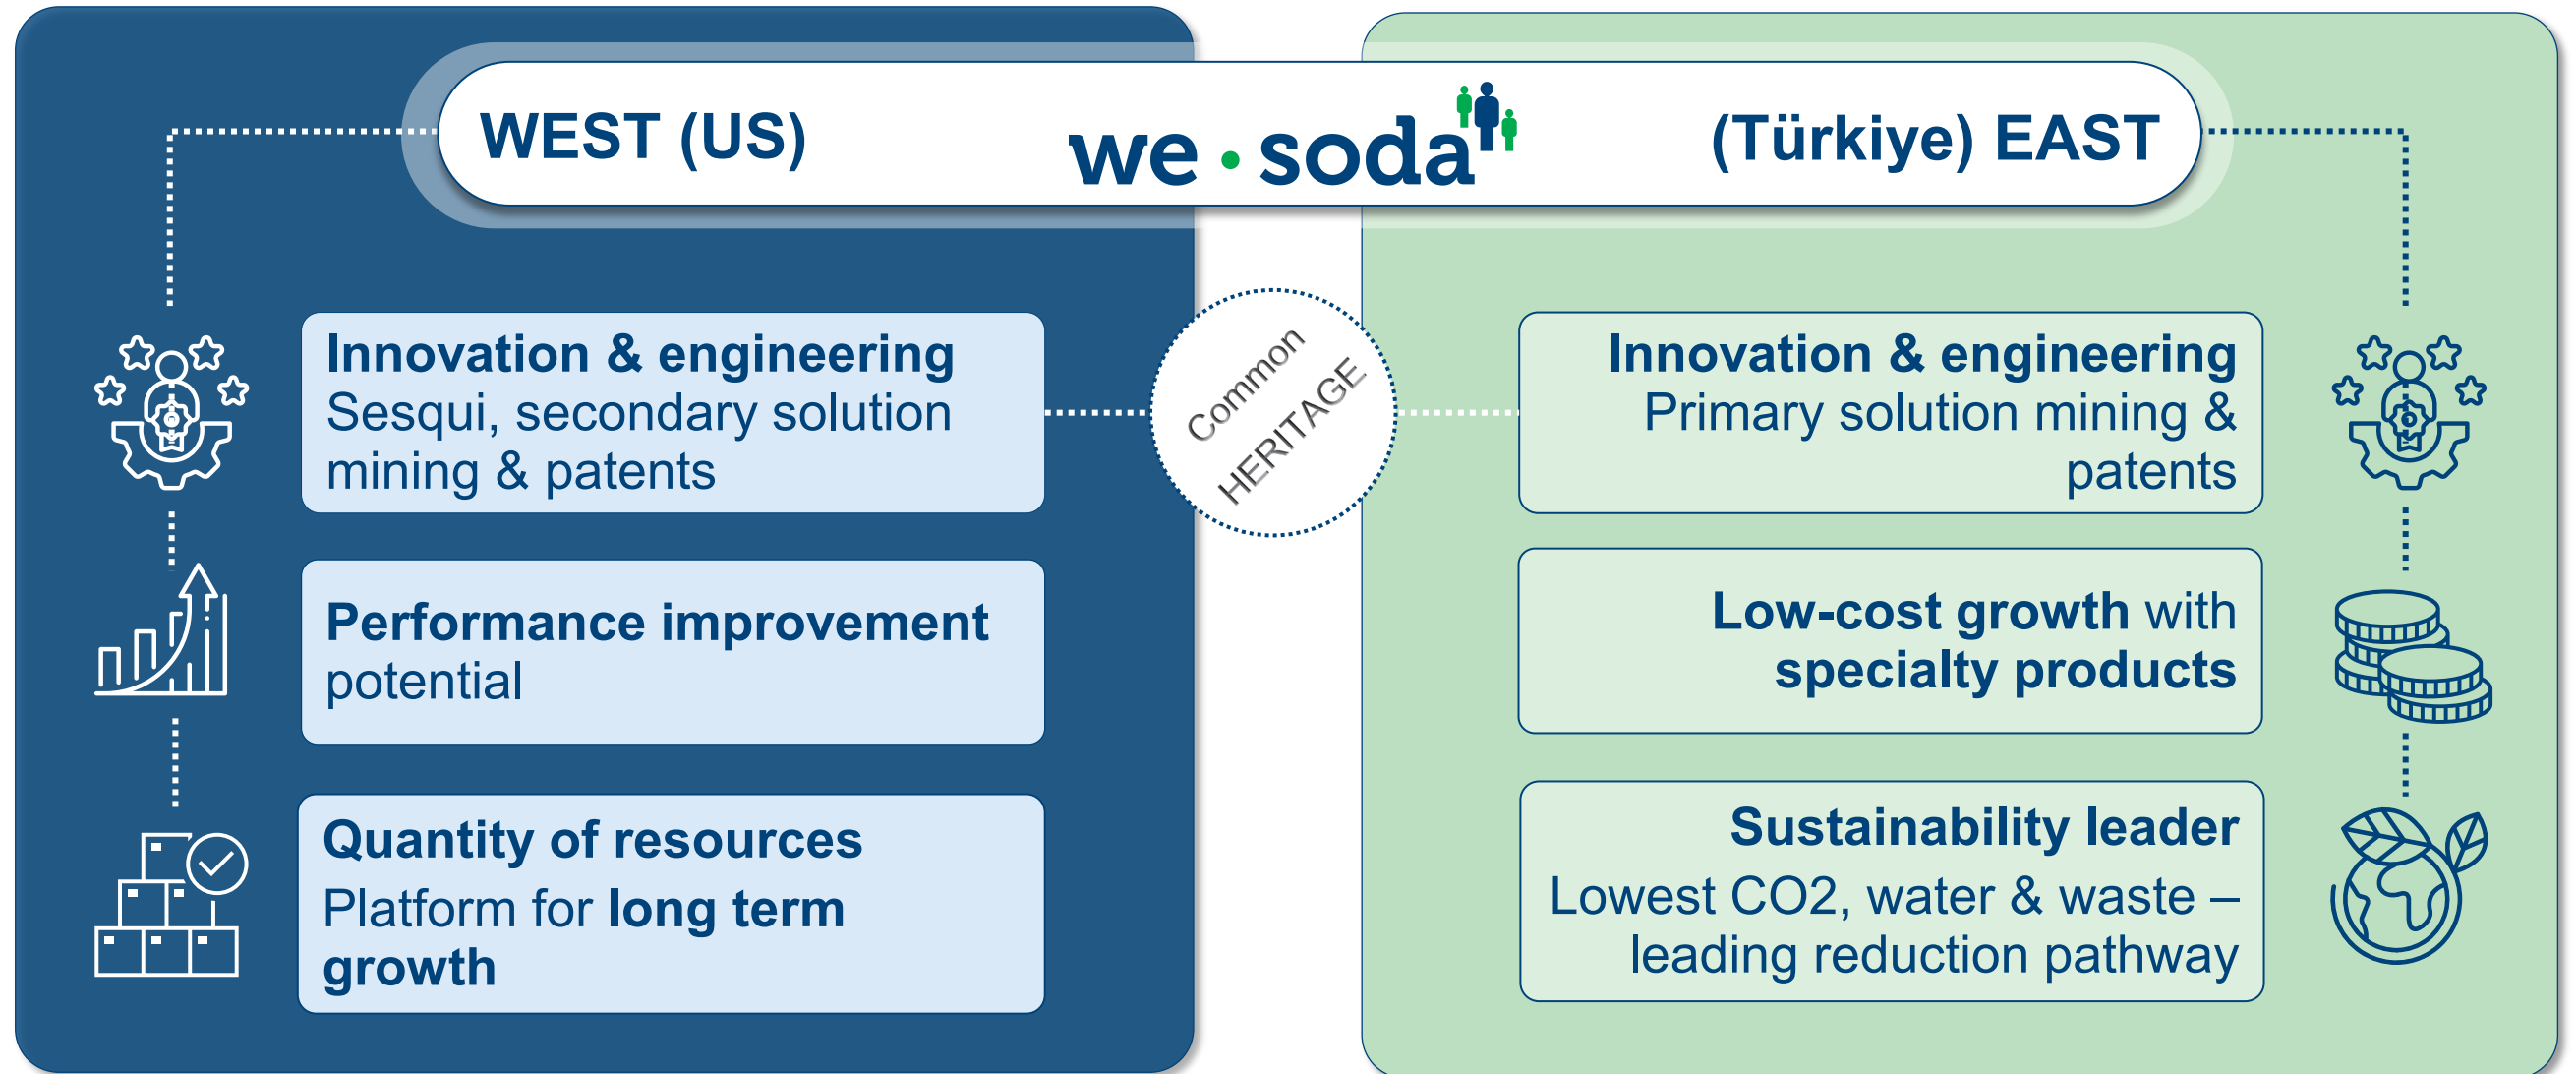 WEST (US)
we·soda
(Türkiye) EAST
Innovation & engineering
Sesqui, secondary solution
mining & patents
Performance improvement
potential
Quantity of resources
Platform for long term
growth
Common
HERITAGE
Innovation & engineering
Primary solution mining &
patents
Low-cost growth with
specialty products
Sustainability leader
Lowest CO2, water & waste –
leading reduction pathway